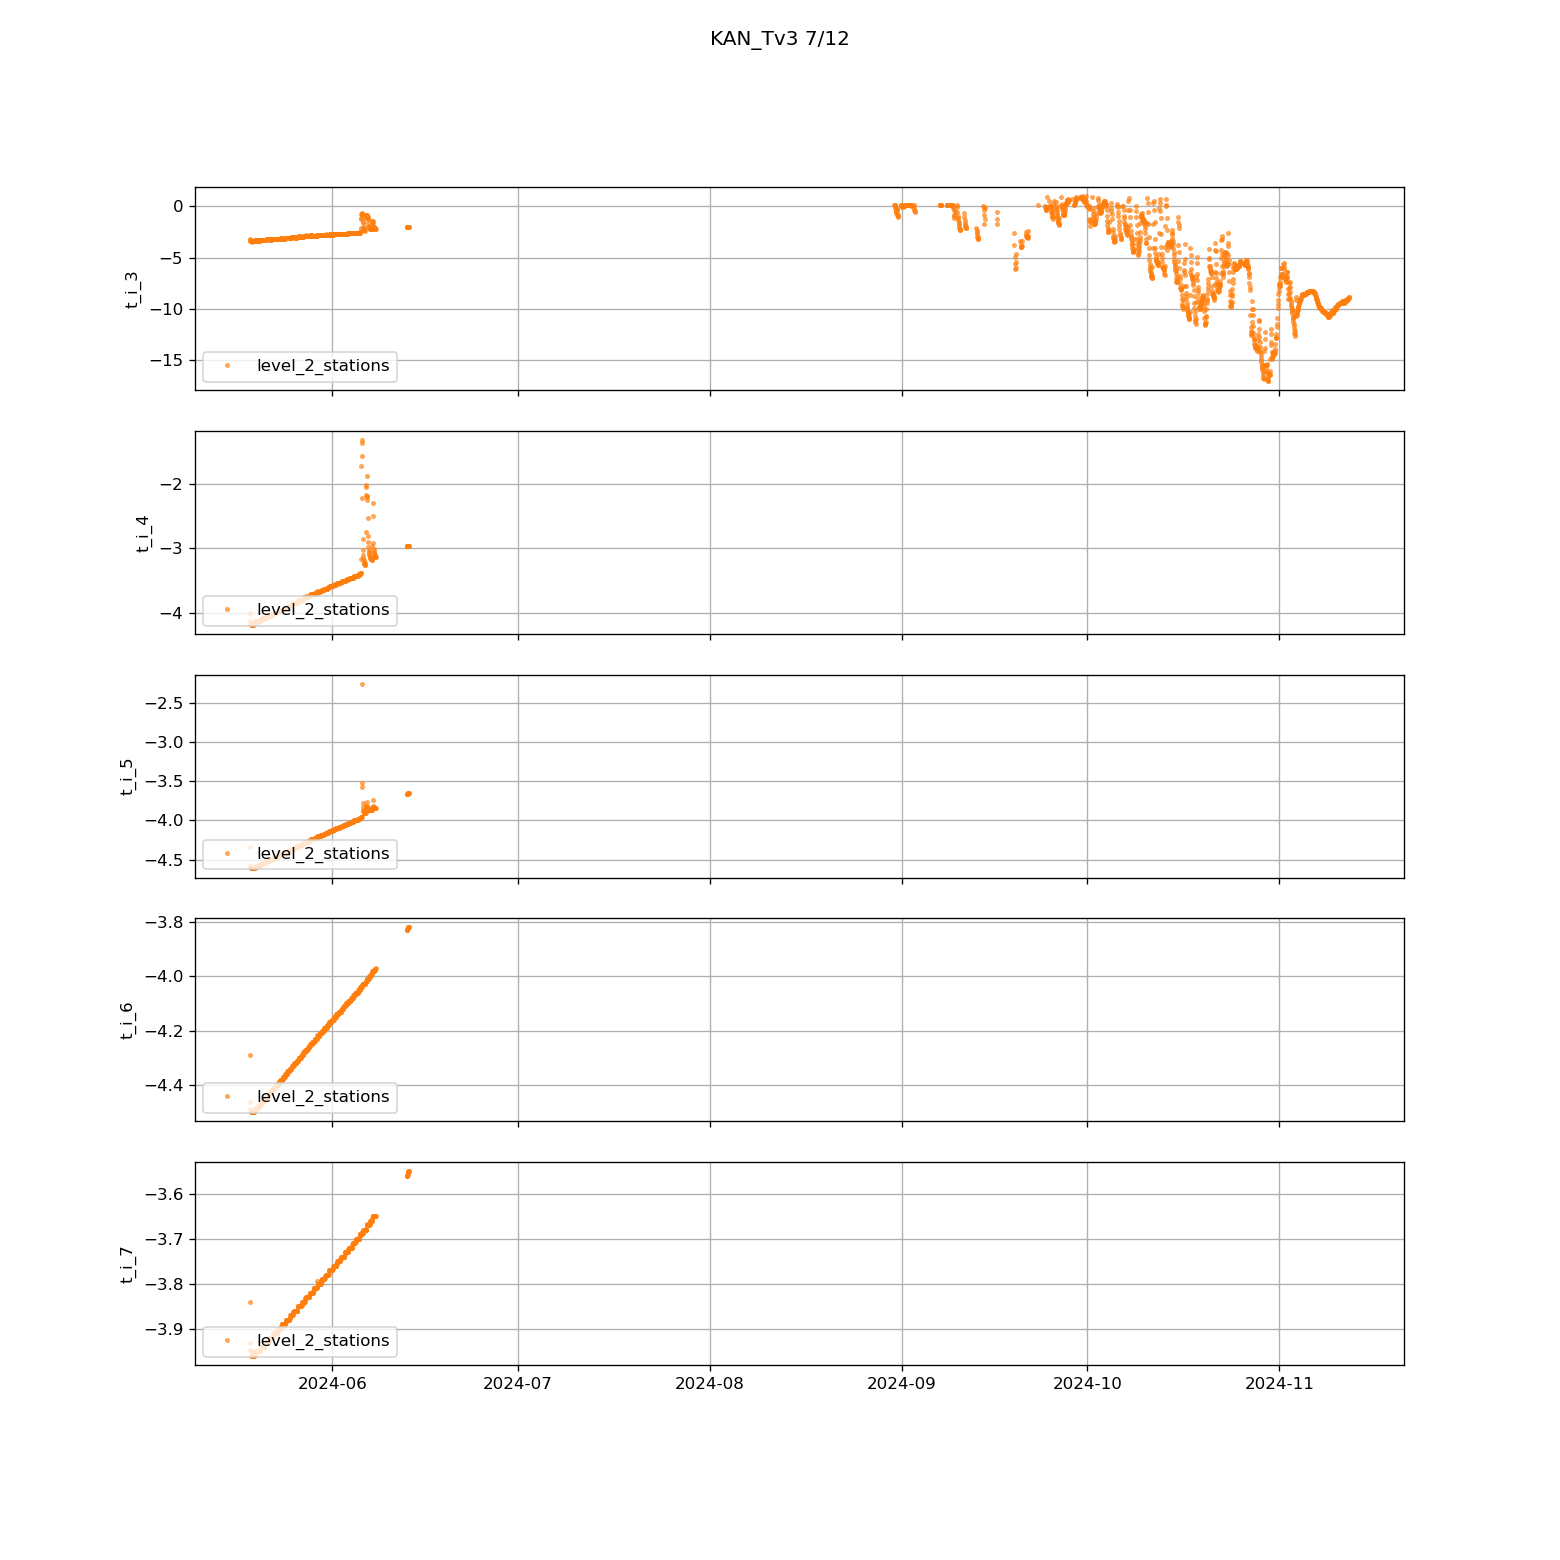 KAN_Tv3 7/12
0
−5
−10
−15
t_i_3
level_2_stations
−2
−3
−4
t_i_4
level_2_stations
−2.5
−3.0
−3.5
−4.0
−4.5
t_i_5
level_2_stations
−3.8
−4.0
−4.2
−4.4
t_i_6
level_2_stations
−3.6
−3.7
−3.8
−3.9
t_i_7
level_2_stations
2024-06 2024-07 2024-08 2024-09 2024-10 2024-11